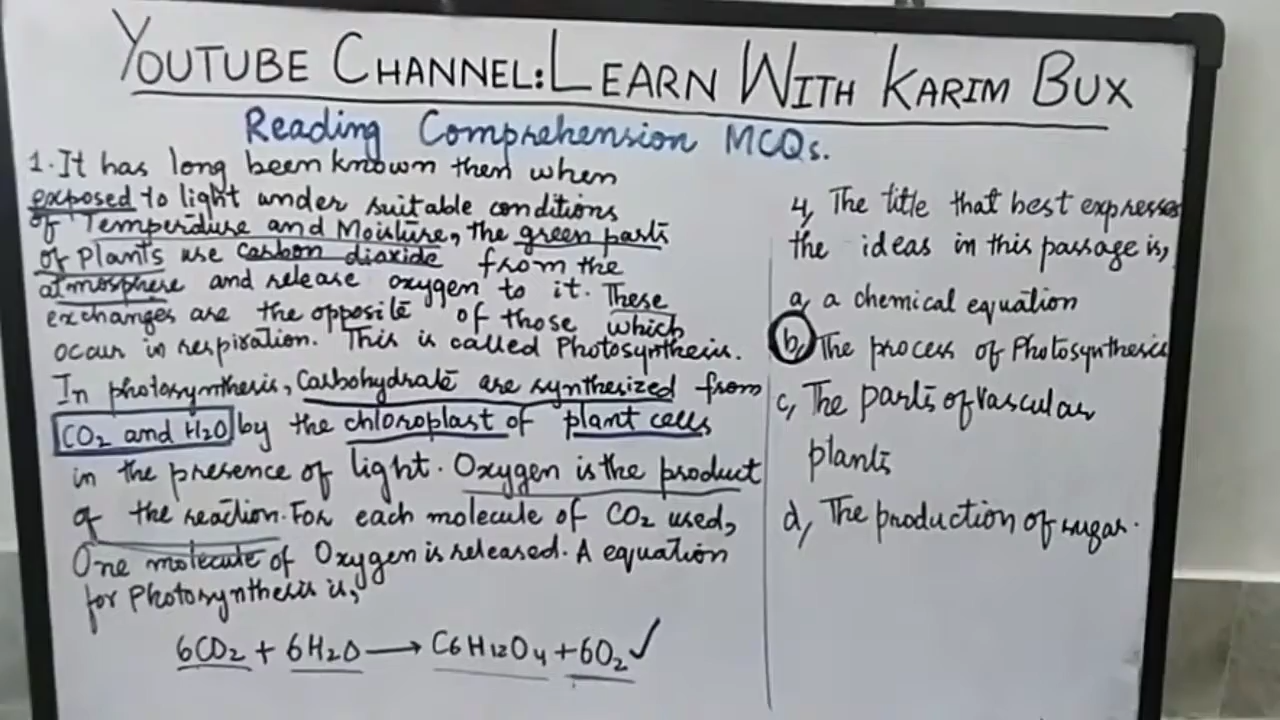 YOUTUBE CHANNEL: LEARN WITH KARIM BUX
Reading Comprehension MCQs.
1. It has long been known them when
exposed to light under suitable conditions
of Temperduse and Moisture, the green parts
of Plants use Carbon dioxide from the
atmosphere and release oxygen to it. These
exchanges are the opposite of those which
occur in respiration. This is called Photosyntheis.
In photosynthesis, Carbohydrate are synthesized from
CO2 and H2O by the chloroplast of plant cells
in the presence of light. Oxygen is the product
of the reaction. For each molecule of CO2 used,
One molecule of Oxygen is released. A equation
for Photosynthesis is,
6CO2 + 6H2O → C6H12O4 + 6O2 ✓
4, The title that best expresses
the ideas in this passage is,
a, a chemical equation
b, The process of Photosynthesis
c, The parts of vascular
plants
d, The production of sugar.